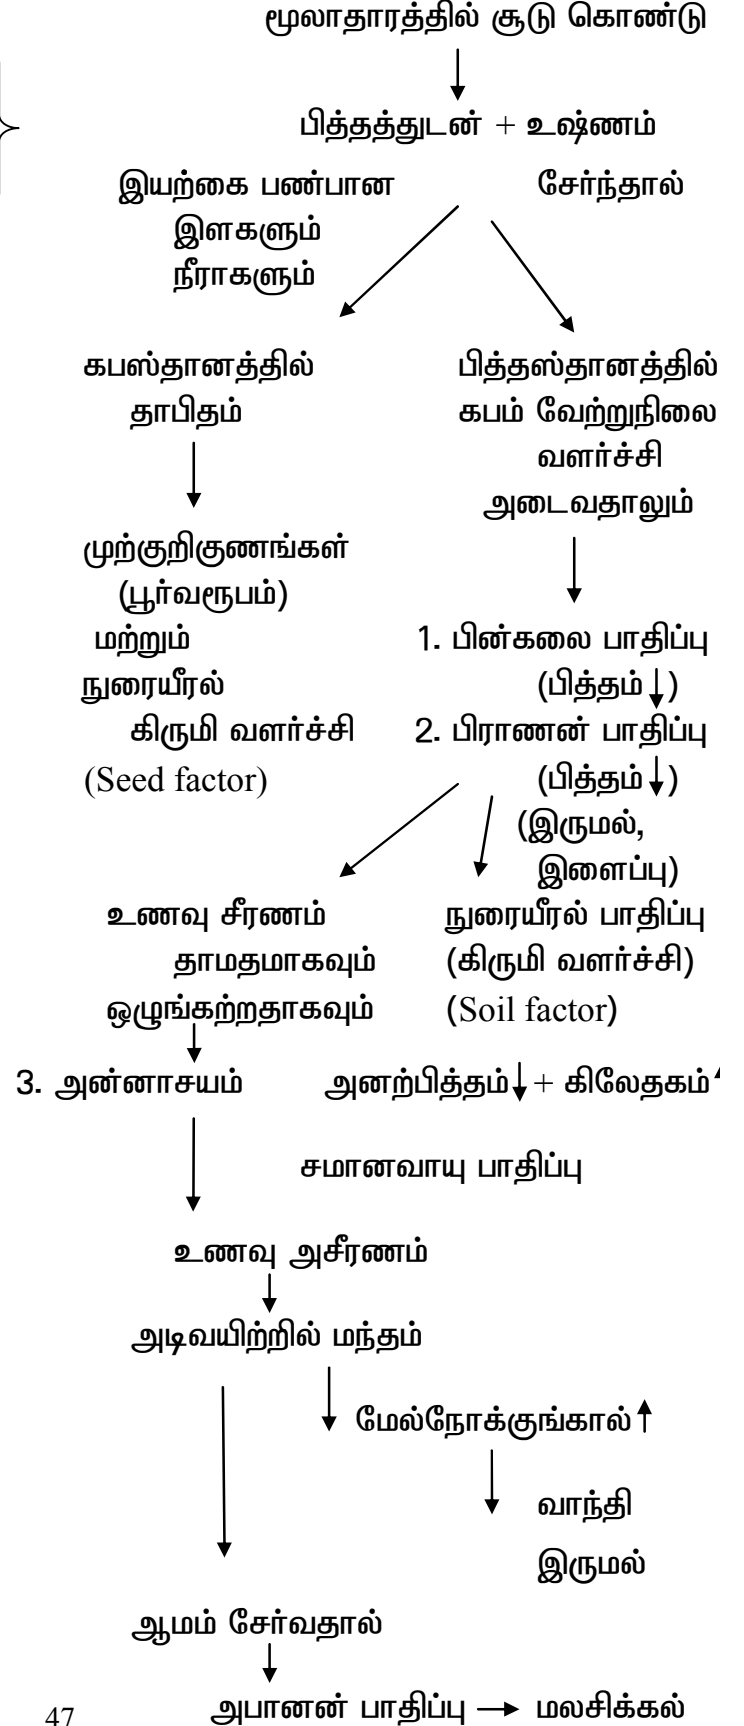 மூலாதாரத்தில் சூடு கொண்டு
பித்தத்துடன் + உஷ்ணம்
இயற்கை பண்பான சேர்ந்தால்
இளகளும்
நீராகளும்
கபஸ்தானத்தில் பித்தஸ்தானத்தில்
தாபிதம் கபம் வேற்றுநிலை
வளர்ச்சி
அடைவதாலும்
முற்குறிகுணங்கள்
(பூர்வரூபம்)
மற்றும் 1. பின்கலை பாதிப்பு
நுரையீரல் (பித்தம்↓)
கிருமி வளர்ச்சி 2. பிராணன் பாதிப்பு
(Seed factor) (பித்தம்↓)
(இருமல்,
இளைப்பு)
உணவு சீரணம் நுரையீரல் பாதிப்பு
தாமதமாகவும் (கிருமி வளர்ச்சி)
ஒழுங்கற்றதாகவும் (Soil factor)
3. அன்னாசயம் அனற்பித்தம்↓ + கிலேதகம்↑
சமானவாயு பாதிப்பு
உணவு அசீரணம்
அடிவயிற்றில் மந்தம்
மேல்நோக்குங்கால்↑
வாந்தி
இருமல்
ஆமம் சேர்வதால்
அபானன் பாதிப்பு → மலசிக்கல்
47